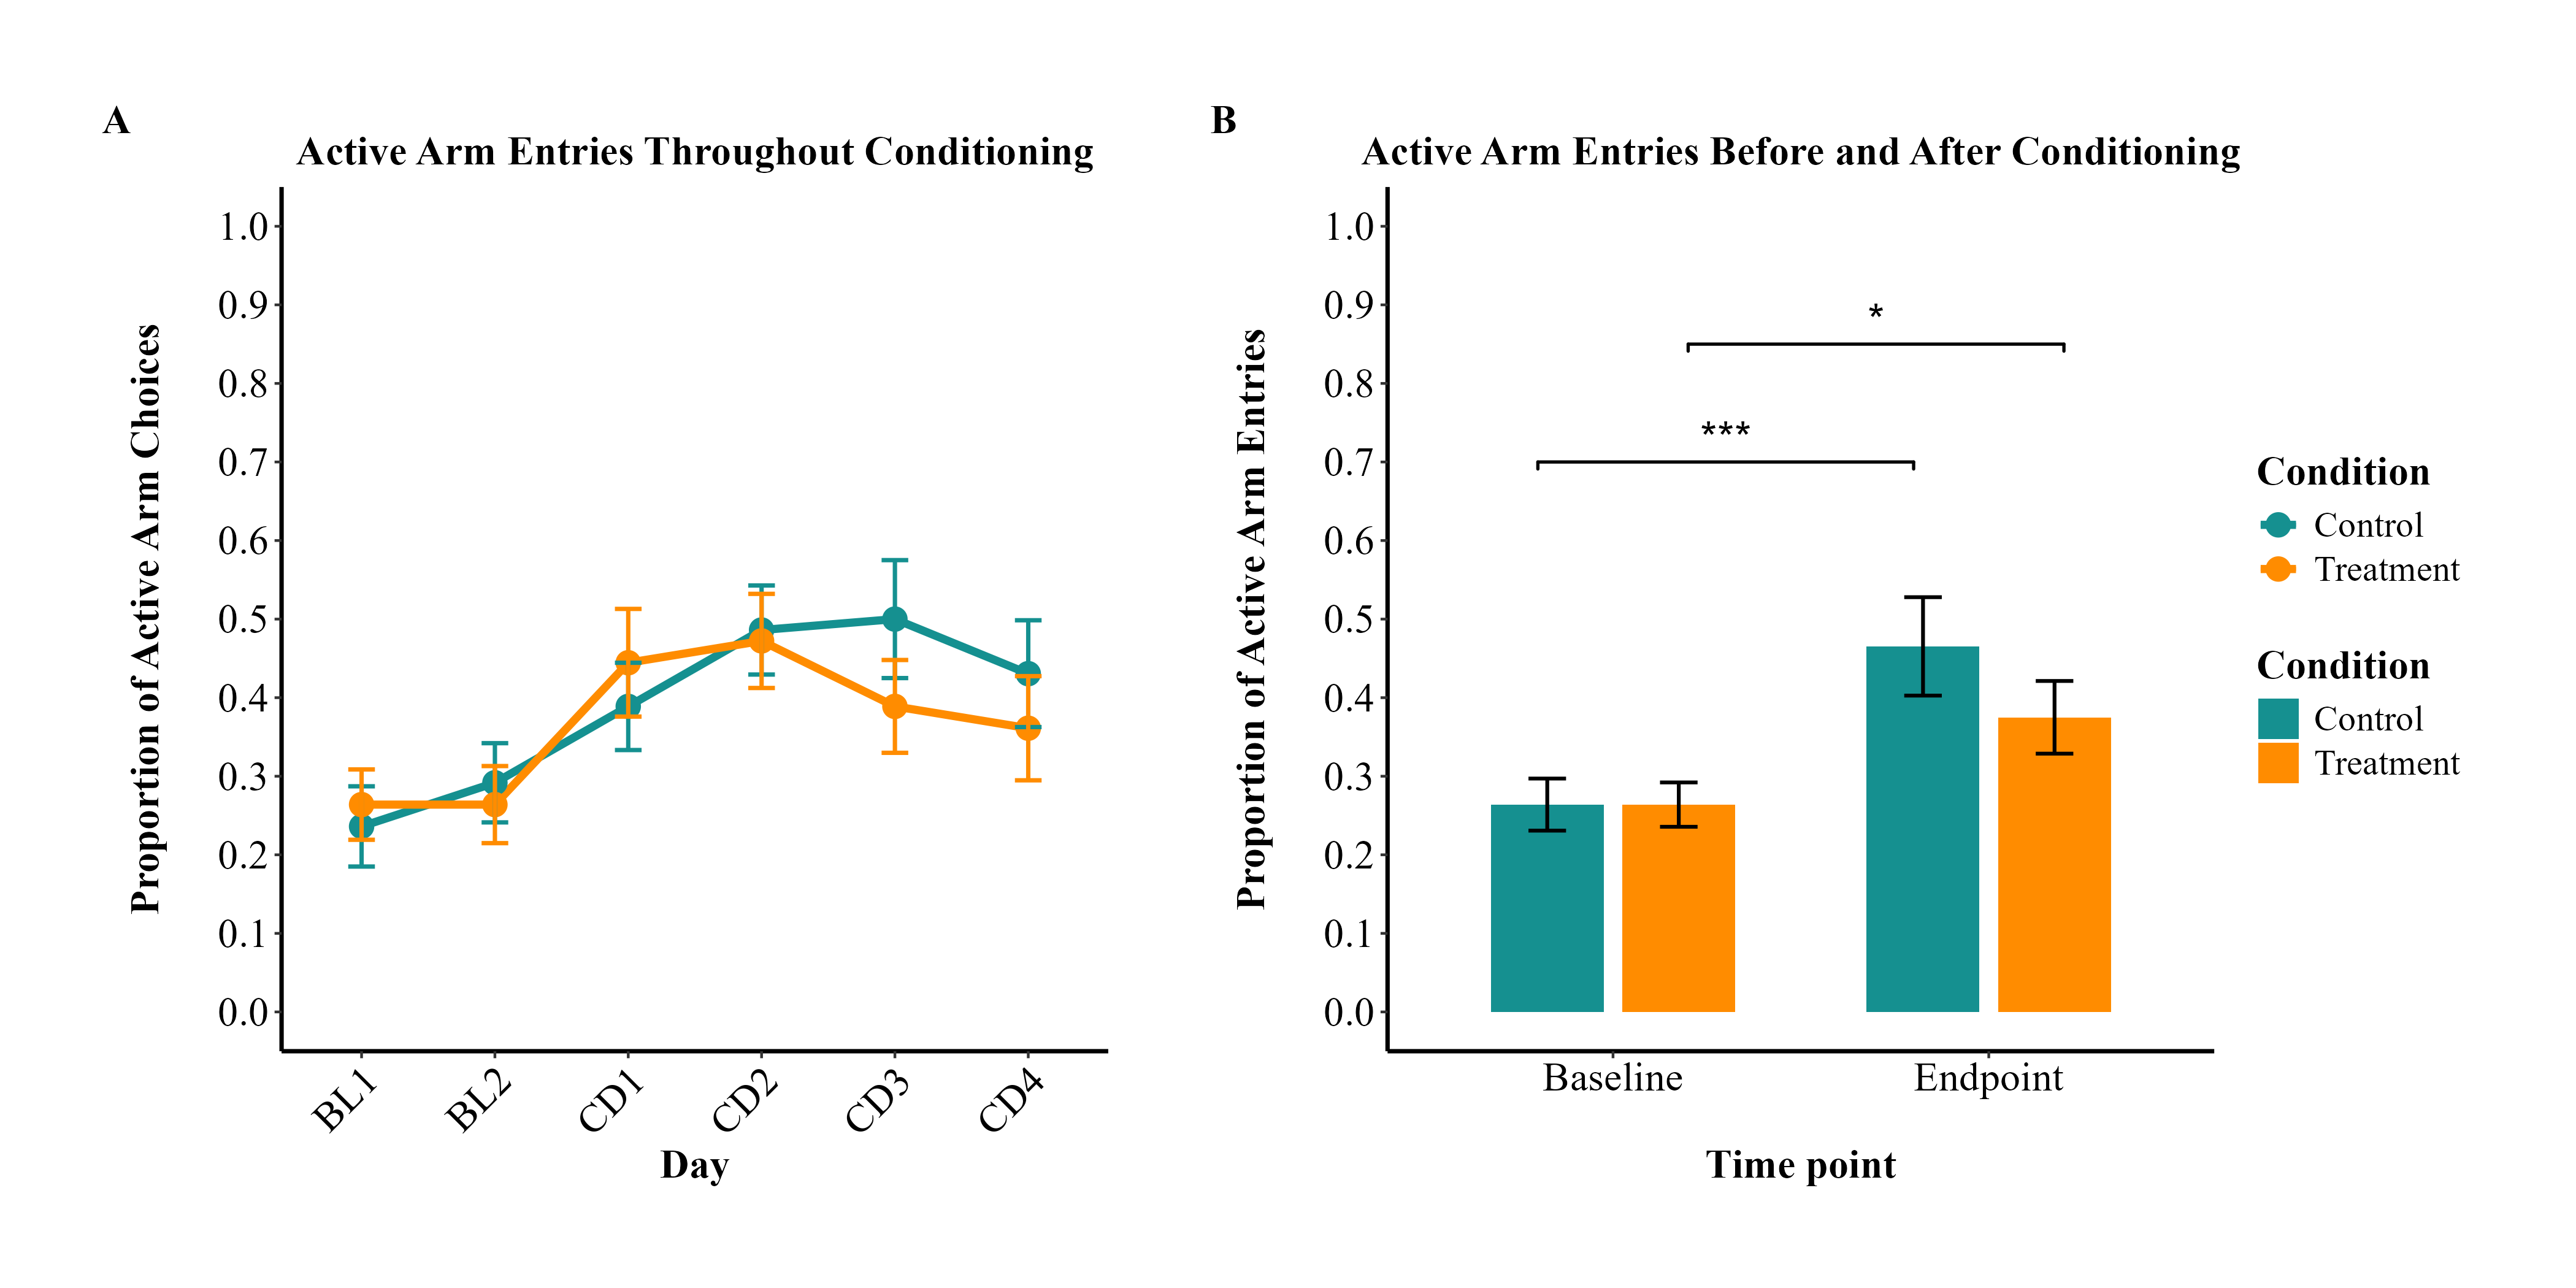 A
Active Arm Entries Throughout Conditioning
Proportion of Active Arm Choices
1.0
0.9
0.8
0.7
0.6
0.5
0.4
0.3
0.2
0.1
0.0
BL1
BL2
CD1
CD2
CD3
CD4
Day
B
Active Arm Entries Before and After Conditioning
Proportion of Active Arm Entries
1.0
0.9
0.8
0.7
0.6
0.5
0.4
0.3
0.2
0.1
0.0
*
***
Baseline
Endpoint
Time point
Condition
Control
Treatment
Condition
Control
Treatment